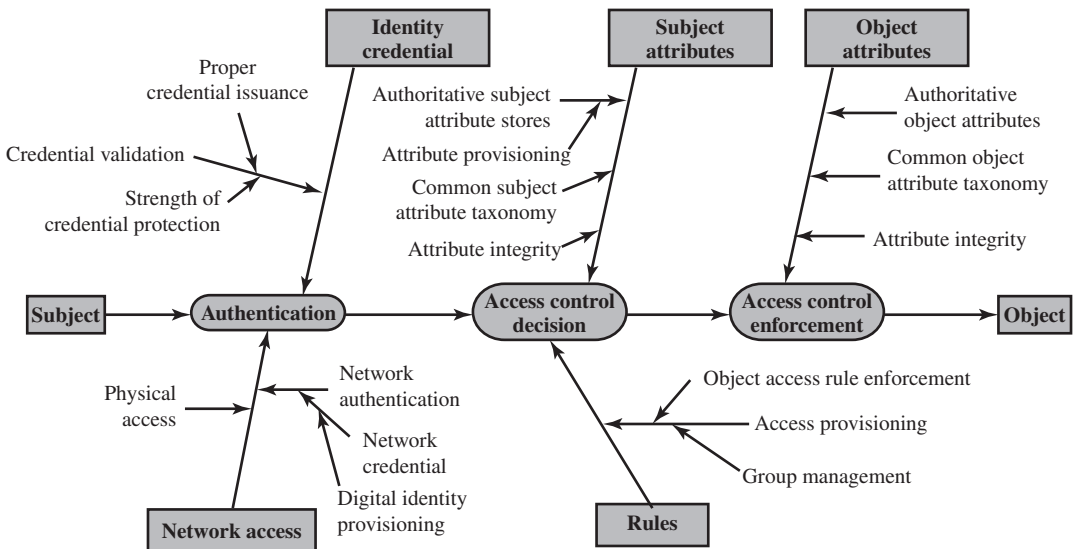 Identity
credential
Subject
attributes
Object
attributes
Proper
credential issuance
Credential validation
Strength of
credential protection
Authoritative subject
attribute stores
Attribute provisioning
Common subject
attribute taxonomy
Attribute integrity
Authoritative
object attributes
Common object
attribute taxonomy
Attribute integrity
Subject
Authentication
Access control
decision
Access control
enforcement
Object
Physical
access
Network
authentication
Network
credential
Digital identity
provisioning
Object access rule enforcement
Access provisioning
Group management
Network access
Rules